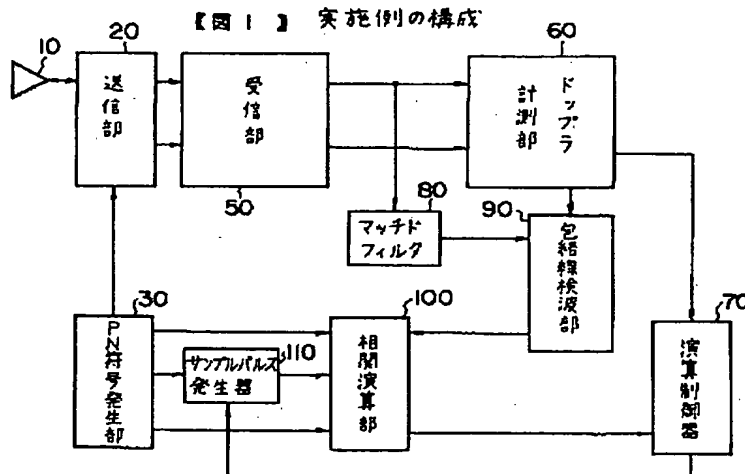 【図1】 実施例の構成
10
20
送信部
受信部
50
60
ドップラ
計測部
80
マッチド
フィルタ
90
包絡線検波部
30
PN符号発生部
サンプルパルス
発生器
110
100
相関演算部
70
演算制御器